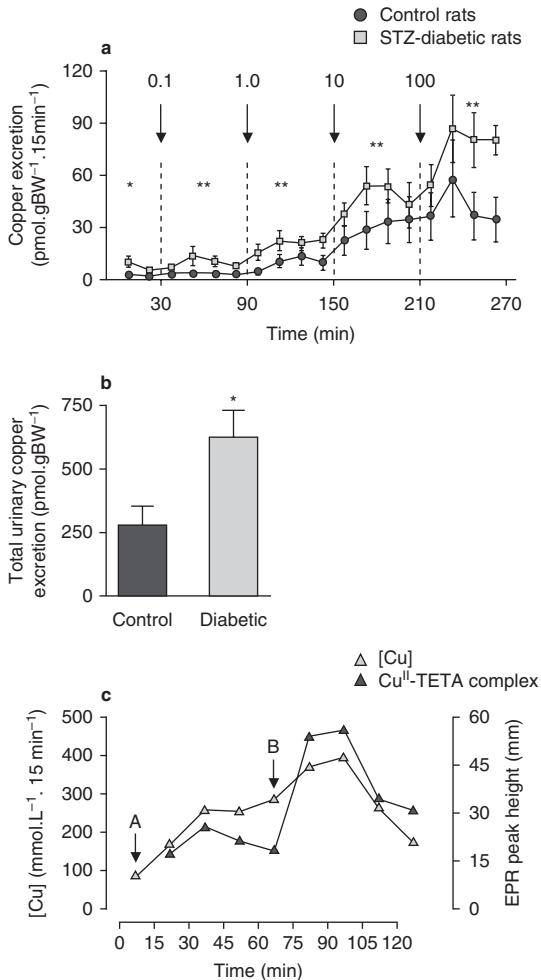 Control rats
STZ-diabetic rats
a
0.1 1.0 10 100
Copper excretion
(pmol.gBW⁻¹.15min⁻¹)
120
90
60
30
0
* ** ** ** **
30 90 150 210 270
Time (min)
b
Total urinary copper
excretion (pmol.gBW⁻¹)
750
500
250
0
*
Control Diabetic
[Cu]
Cuᴵᴵ-TETA complex
c
[Cu] (mmol.L⁻¹. 15 min⁻¹)
500
400
300
200
100
0
A
B
60
45
30
15
0
EPR peak height (mm)
0 15 30 45 60 75 90 105 120
Time (min)